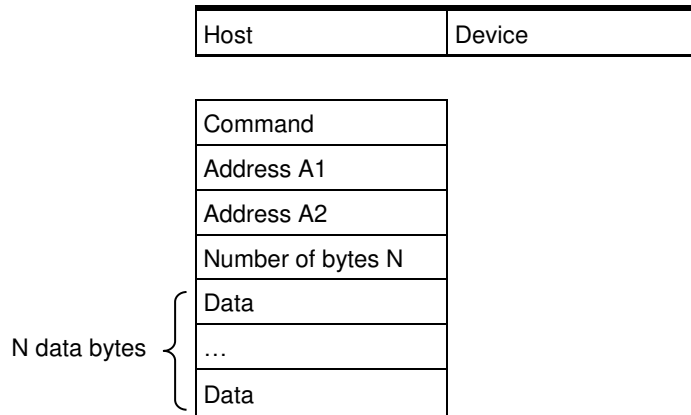 Host Device
Command
Address A1
Address A2
Number of bytes N
Data
N data bytes
…
Data